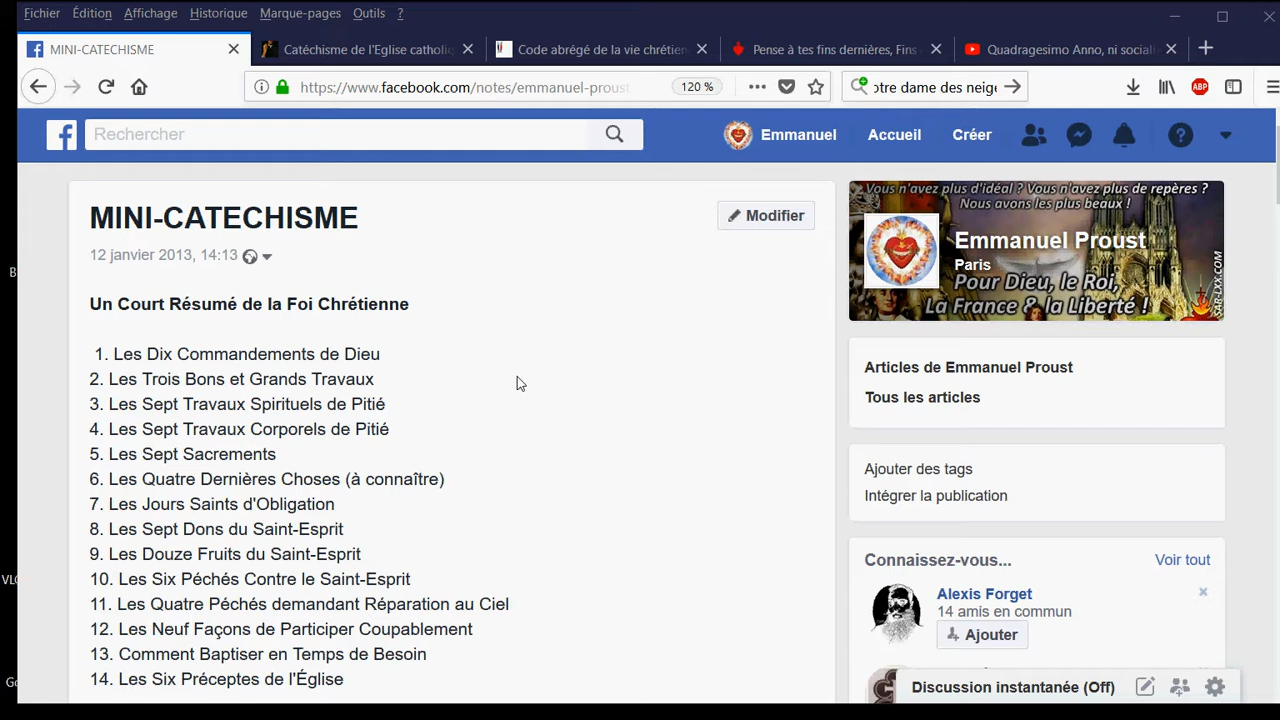 Fichier Édition Affichage Historique Marque-pages Outils ?
MINI-CATECHISME
Catéchisme de l'Eglise catholiq
Code abrégé de la vie chrétien
Pense à tes fins dernières, Fins
Quadragesimo Anno, ni sociali
https://www.facebook.com/notes/emmanuel-proust
120 %
otre dame des neige
ABP
Rechercher
Emmanuel
Accueil
Créer
MINI-CATECHISME
Modifier
12 janvier 2013, 14:13
Un Court Résumé de la Foi Chrétienne
1. Les Dix Commandements de Dieu
2. Les Trois Bons et Grands Travaux
3. Les Sept Travaux Spirituels de Pitié
4. Les Sept Travaux Corporels de Pitié
5. Les Sept Sacrements
6. Les Quatre Dernières Choses (à connaître)
7. Les Jours Saints d'Obligation
8. Les Sept Dons du Saint-Esprit
9. Les Douze Fruits du Saint-Esprit
10. Les Six Péchés Contre le Saint-Esprit
11. Les Quatre Péchés demandant Réparation au Ciel
12. Les Neuf Façons de Participer Coupablement
13. Comment Baptiser en Temps de Besoin
14. Les Six Préceptes de l'Église
Vous n'avez plus d'idéal ? Vous n'avez plus de repères ?
Nous avons les plus beaux !
Emmanuel Proust
Paris
Pour Dieu, le Roi,
La France & la Liberté !
Articles de Emmanuel Proust
Tous les articles
Ajouter des tags
Intégrer la publication
Connaissez-vous...
Voir tout
Alexis Forget
14 amis en commun
Ajouter
Discussion instantanée (Off)